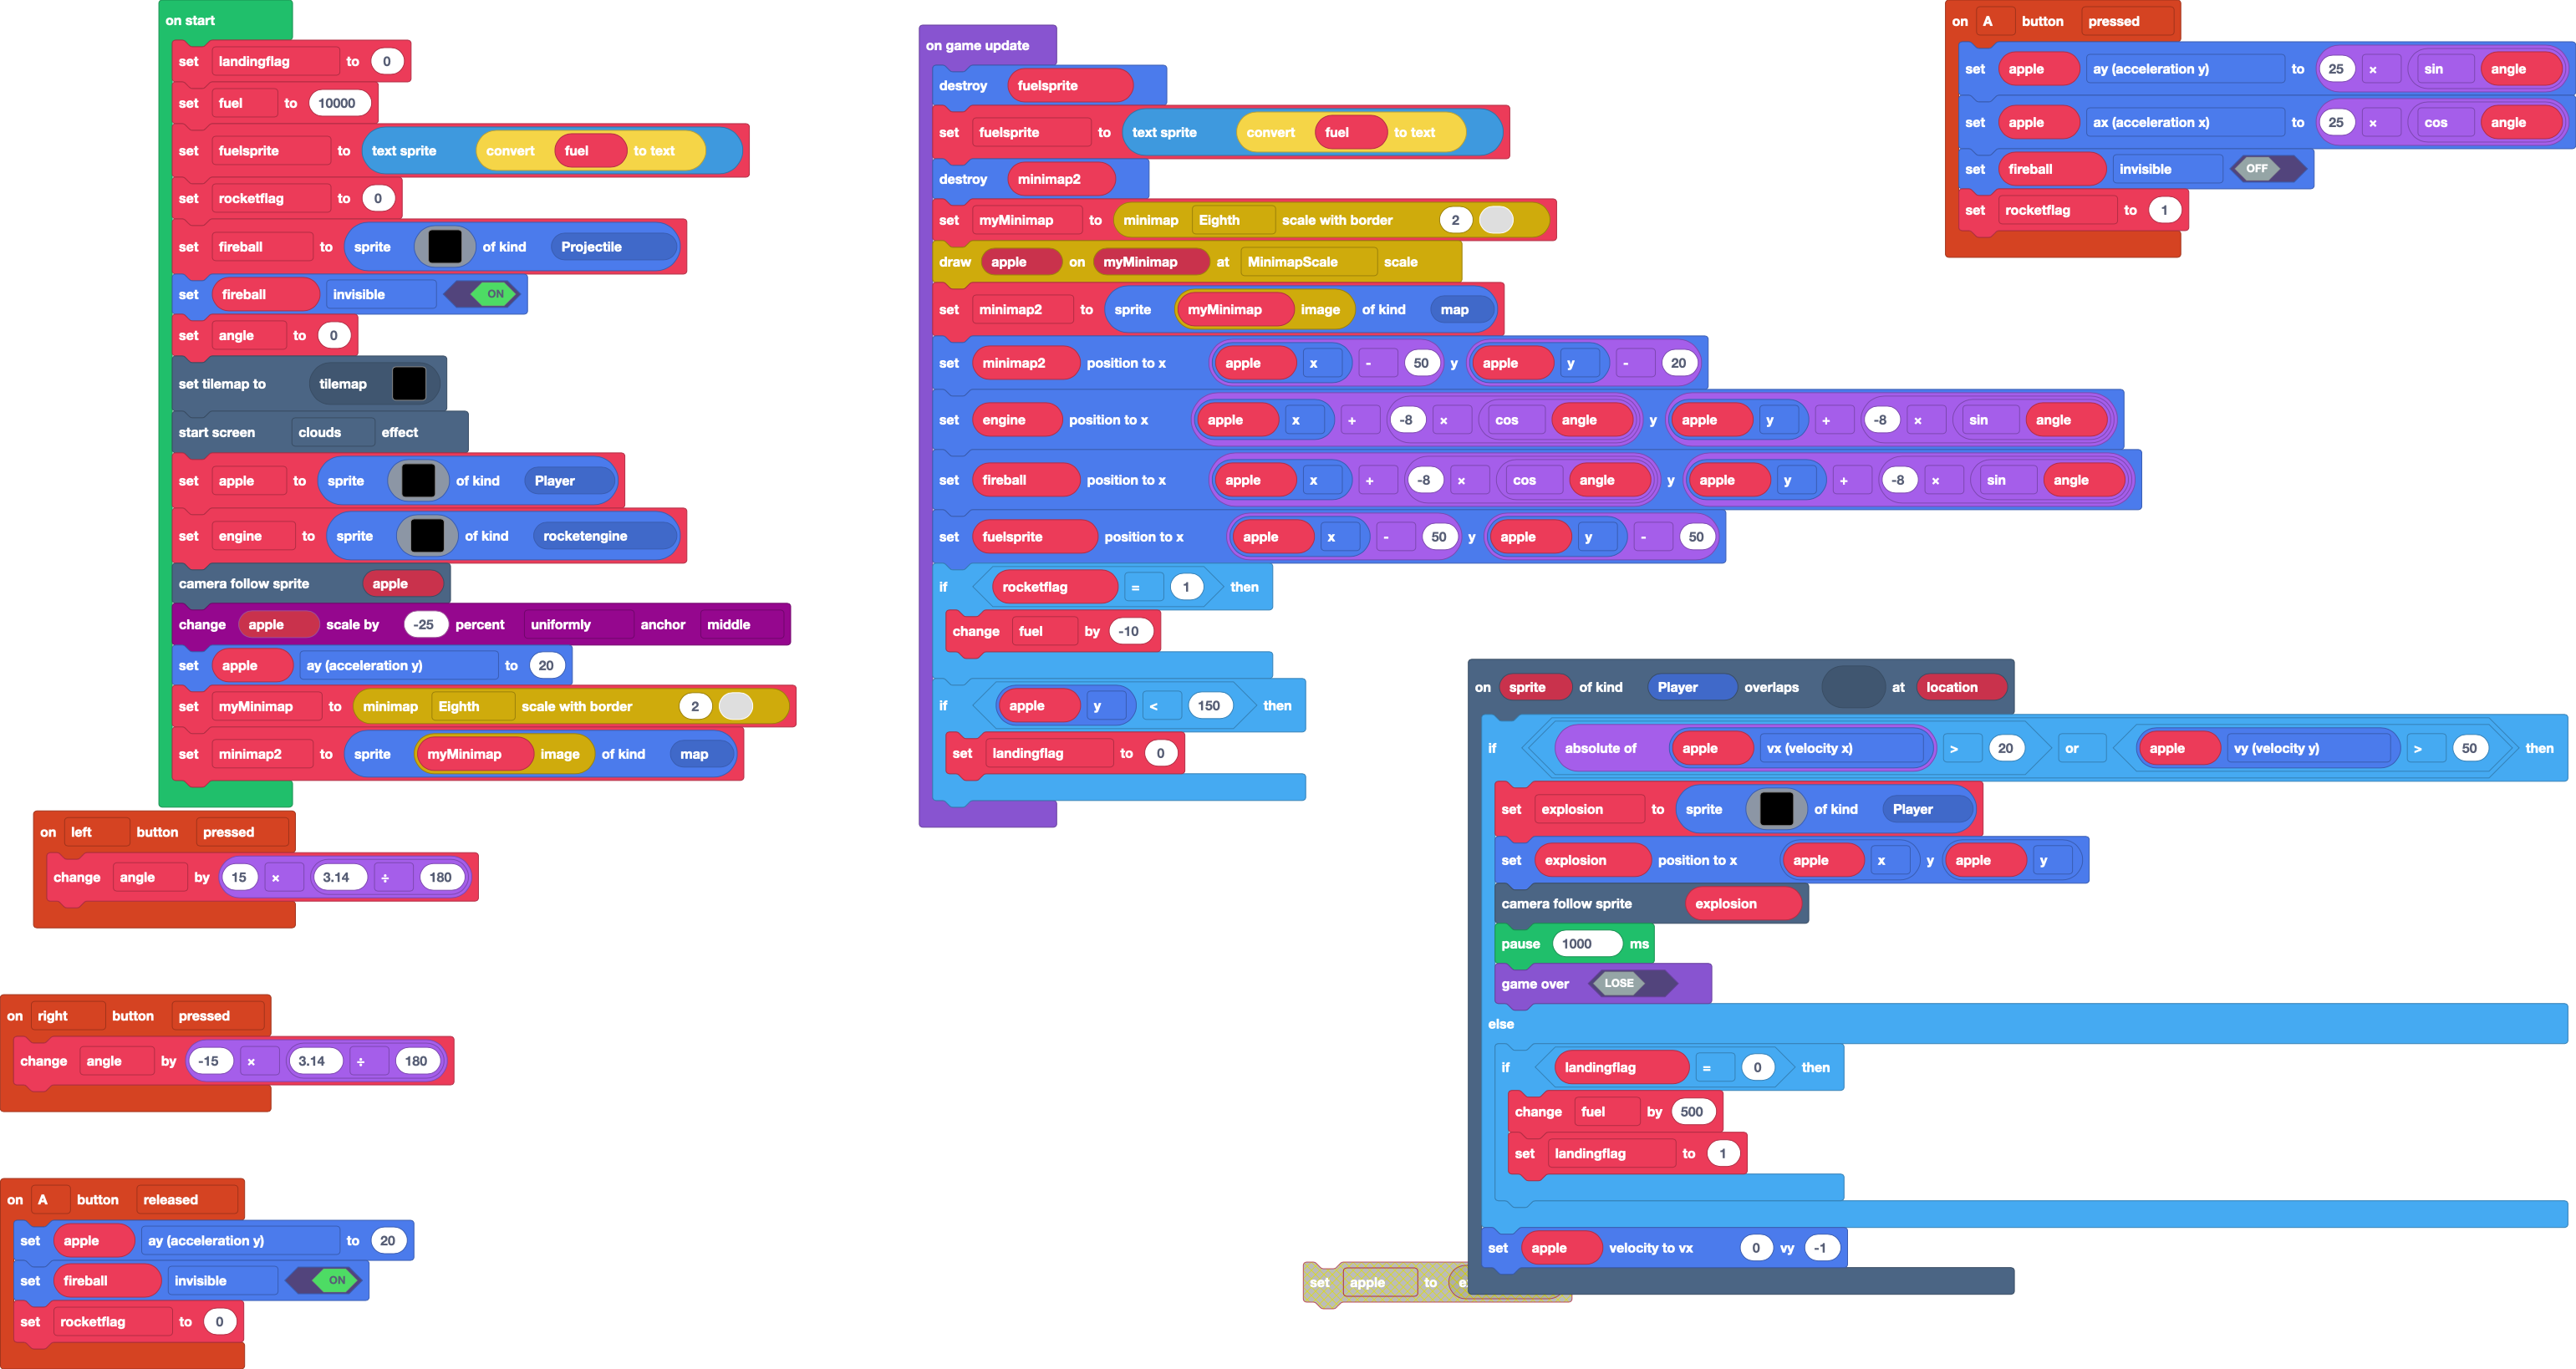 on start
set landingflag to 0
set fuel to 10000
set fuelsprite to text sprite convert fuel to text
set rocketflag to 0
set fireball to sprite of kind Projectile
set fireball invisible ON
set angle to 0
set tilemap to tilemap
start screen clouds effect
set apple to sprite of kind Player
set engine to sprite of kind rocketengine
camera follow sprite apple
change apple scale by -25 percent uniformly anchor middle
set apple ay (acceleration y) to 20
set myMinimap to minimap Eighth scale with border 2
set minimap2 to sprite myMinimap image of kind map
on left button pressed
change angle by 15 × 3.14 ÷ 180
on right button pressed
change angle by -15 × 3.14 ÷ 180
on A button released
set apple ay (acceleration y) to 20
set fireball invisible ON
set rocketflag to 0
on game update
destroy fuelsprite
set fuelsprite to text sprite convert fuel to text
destroy minimap2
set myMinimap to minimap Eighth scale with border 2
draw apple on myMinimap at MinimapScale scale
set minimap2 to sprite myMinimap image of kind map
set minimap2 position to x apple x - 50 y apple y - 20
set engine position to x apple x + -8 × cos angle y apple y + -8 × sin angle
set fireball position to x apple x + -8 × cos angle y apple y + -8 × sin angle
set fuelsprite position to x apple x - 50 y apple y - 50
if rocketflag = 1 then
change fuel by -10
if apple y < 150 then
set landingflag to 0
on A button pressed
set apple ay (acceleration y) to 25 × sin angle
set apple ax (acceleration x) to 25 × cos angle
set fireball invisible OFF
set rocketflag to 1
on sprite of kind Player overlaps at location
if absolute of apple vx (velocity x) > 20 or apple vy (velocity y) > 50 then
set explosion to sprite of kind Player
set explosion position to x apple x y apple y
camera follow sprite explosion
pause 1000 ms
game over LOSE
else
if landingflag = 0 then
change fuel by 500
set landingflag to 1
set apple velocity to vx 0 vy -1
set apple to